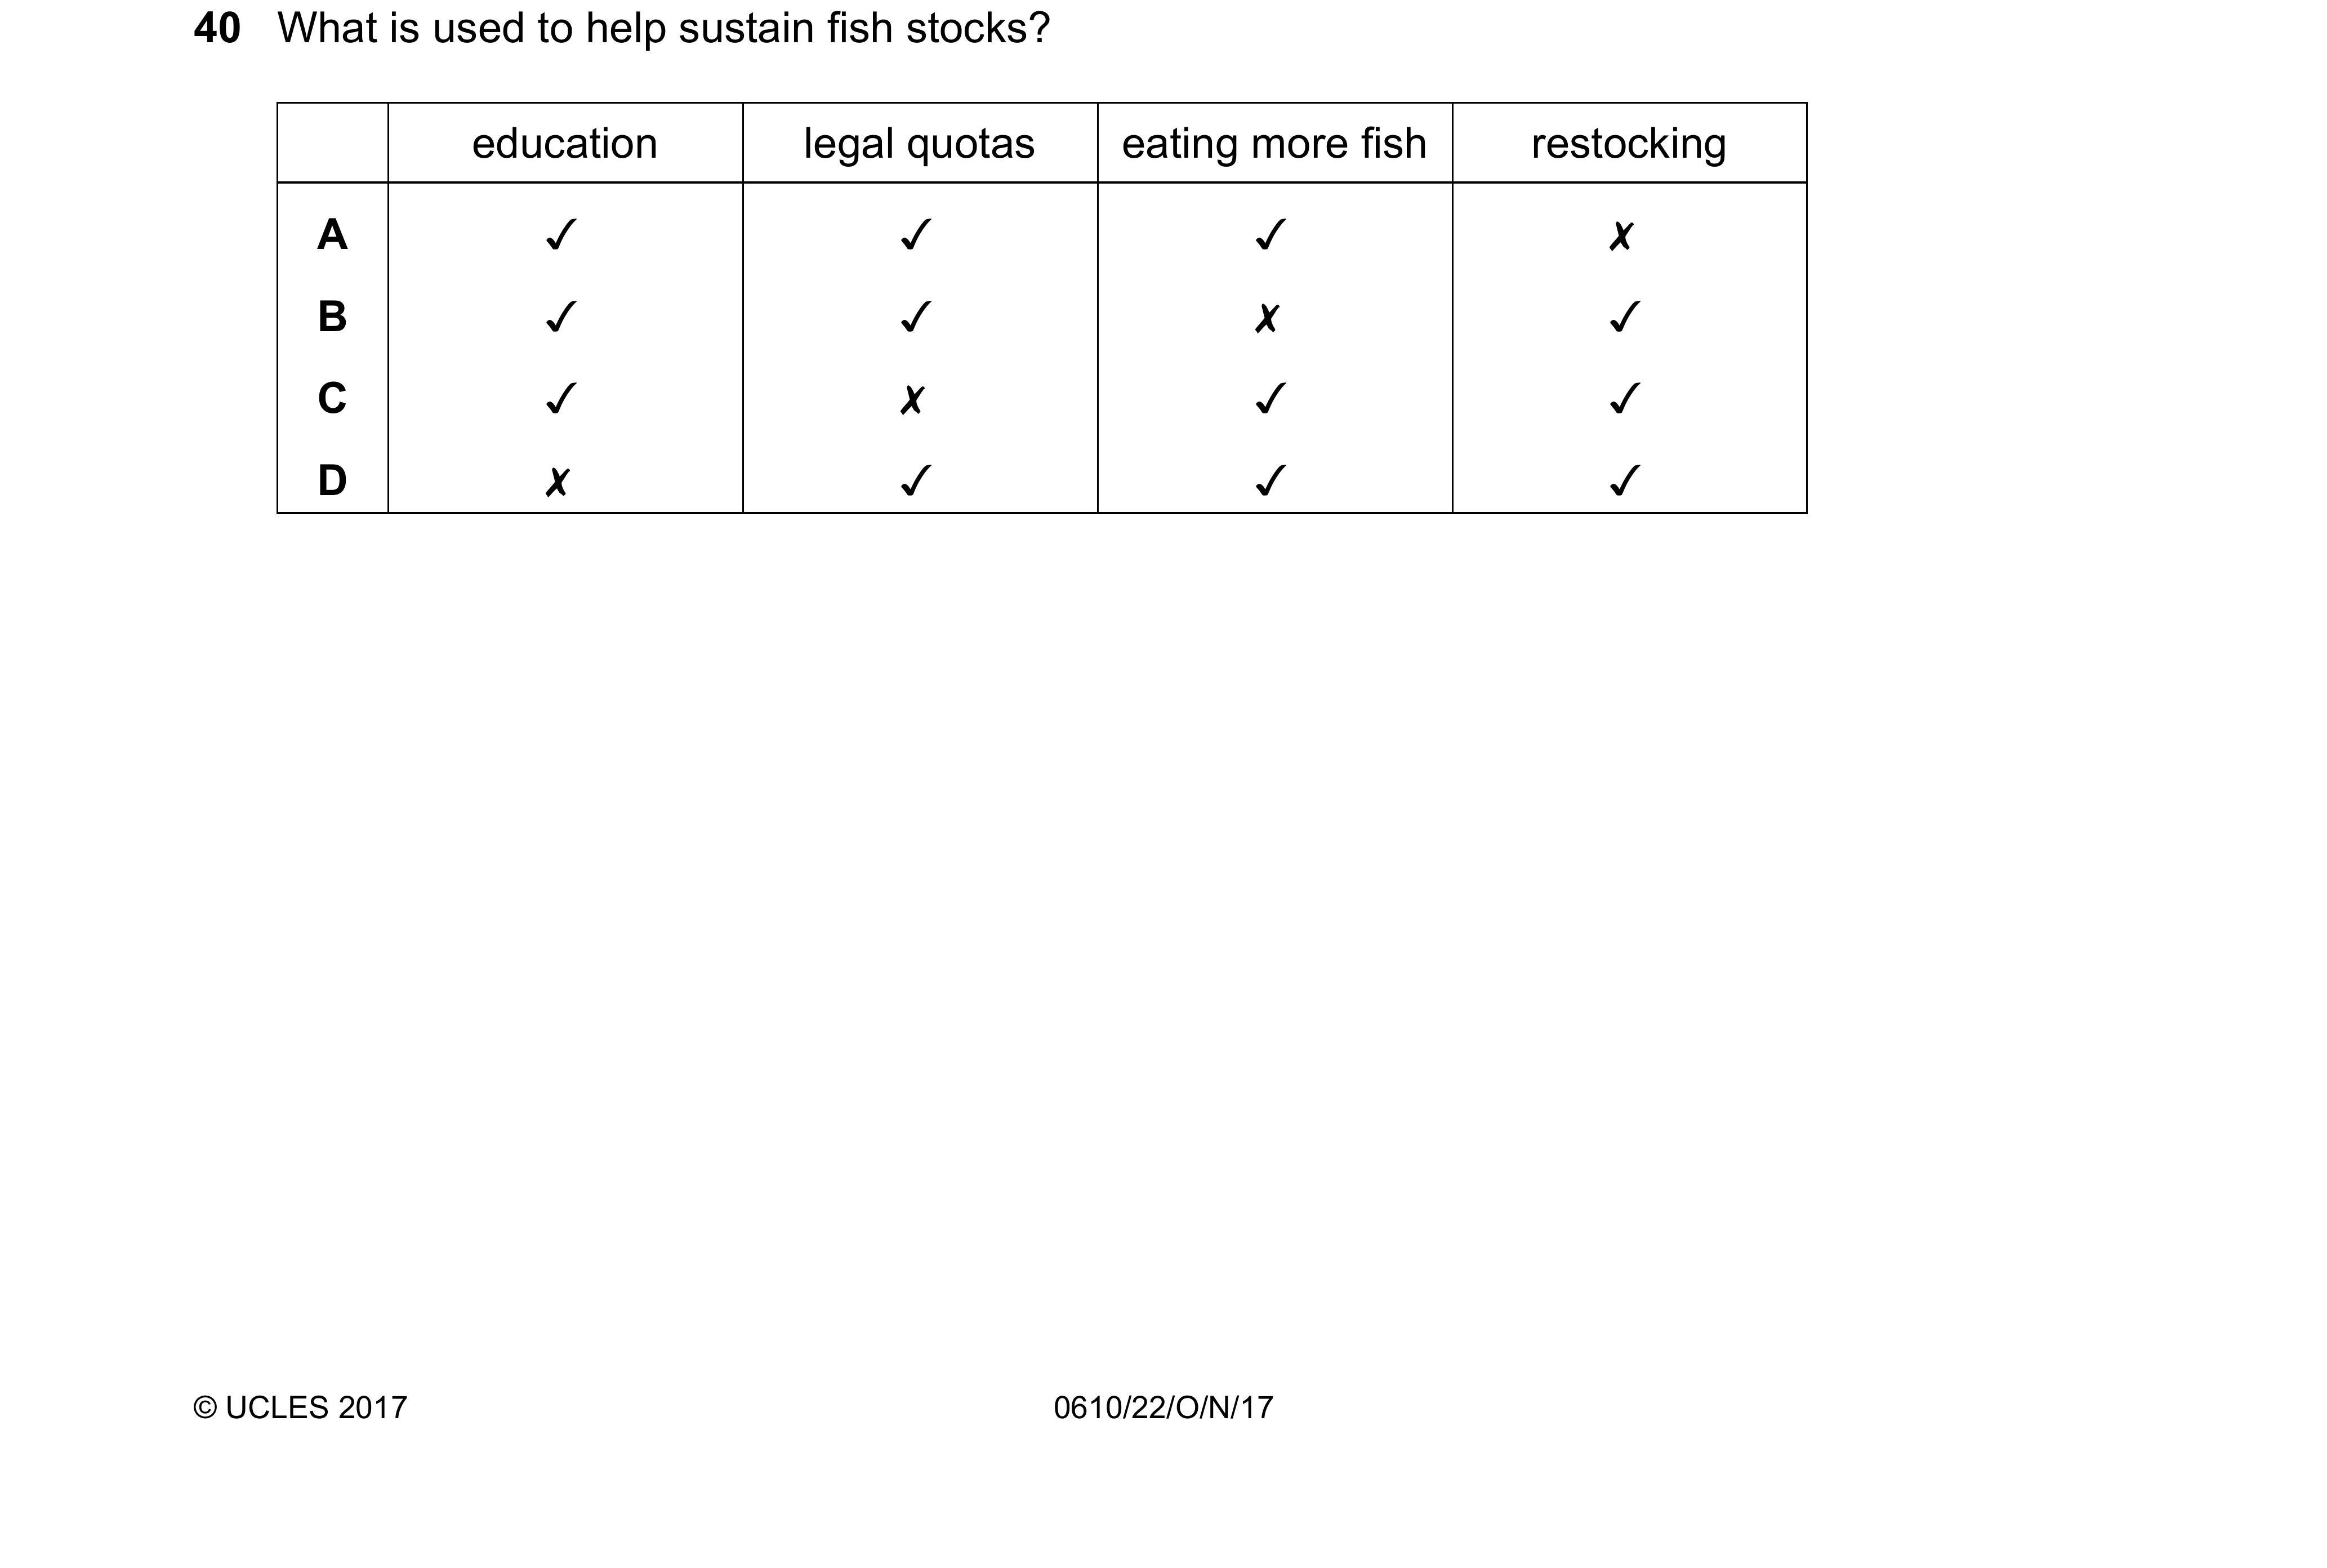 40 What is used to help sustain fish stocks?
education legal quotas eating more fish restocking
A ✓ ✓ ✓ ✗
B ✓ ✓ ✗ ✓
C ✓ ✗ ✓ ✓
D ✗ ✓ ✓ ✓
© UCLES 2017 0610/22/O/N/17